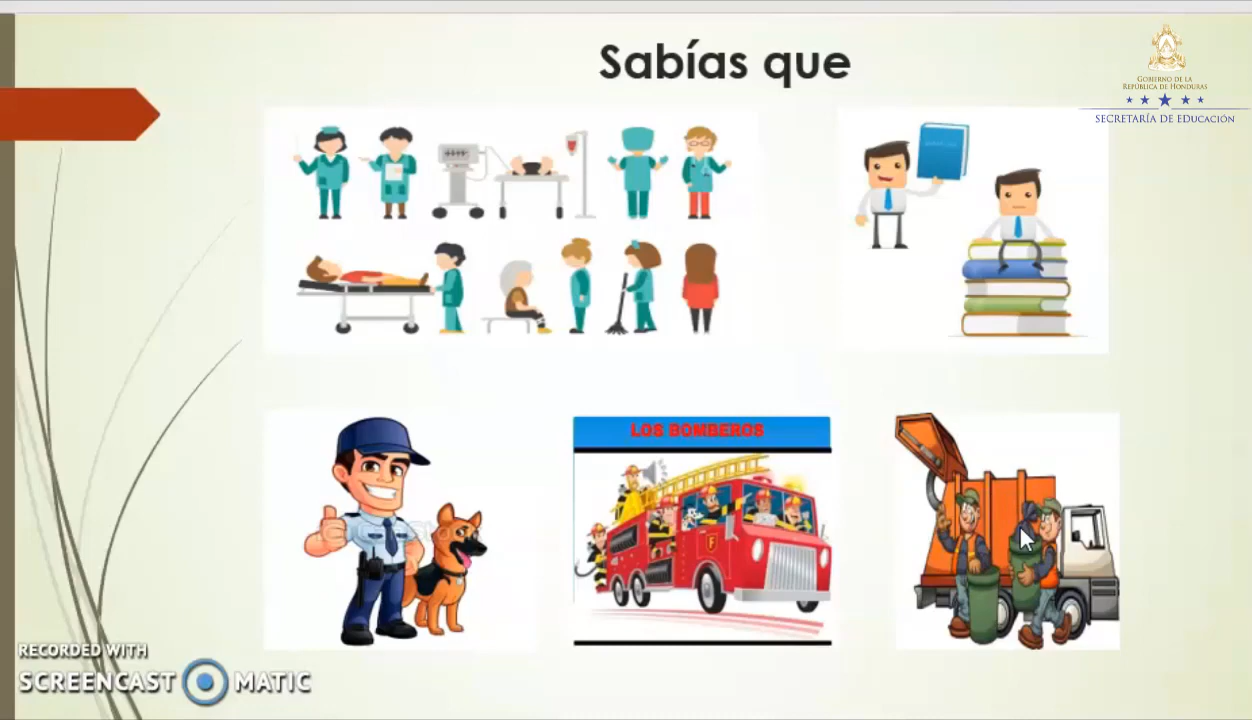 Sabías que
GOBIERNO DE LA
REPÚBLICA DE HONDURAS
SECRETARÍA DE EDUCACIÓN
LOS BOMBEROS
F
RECORDED WITH
SCREENCAST MATIC